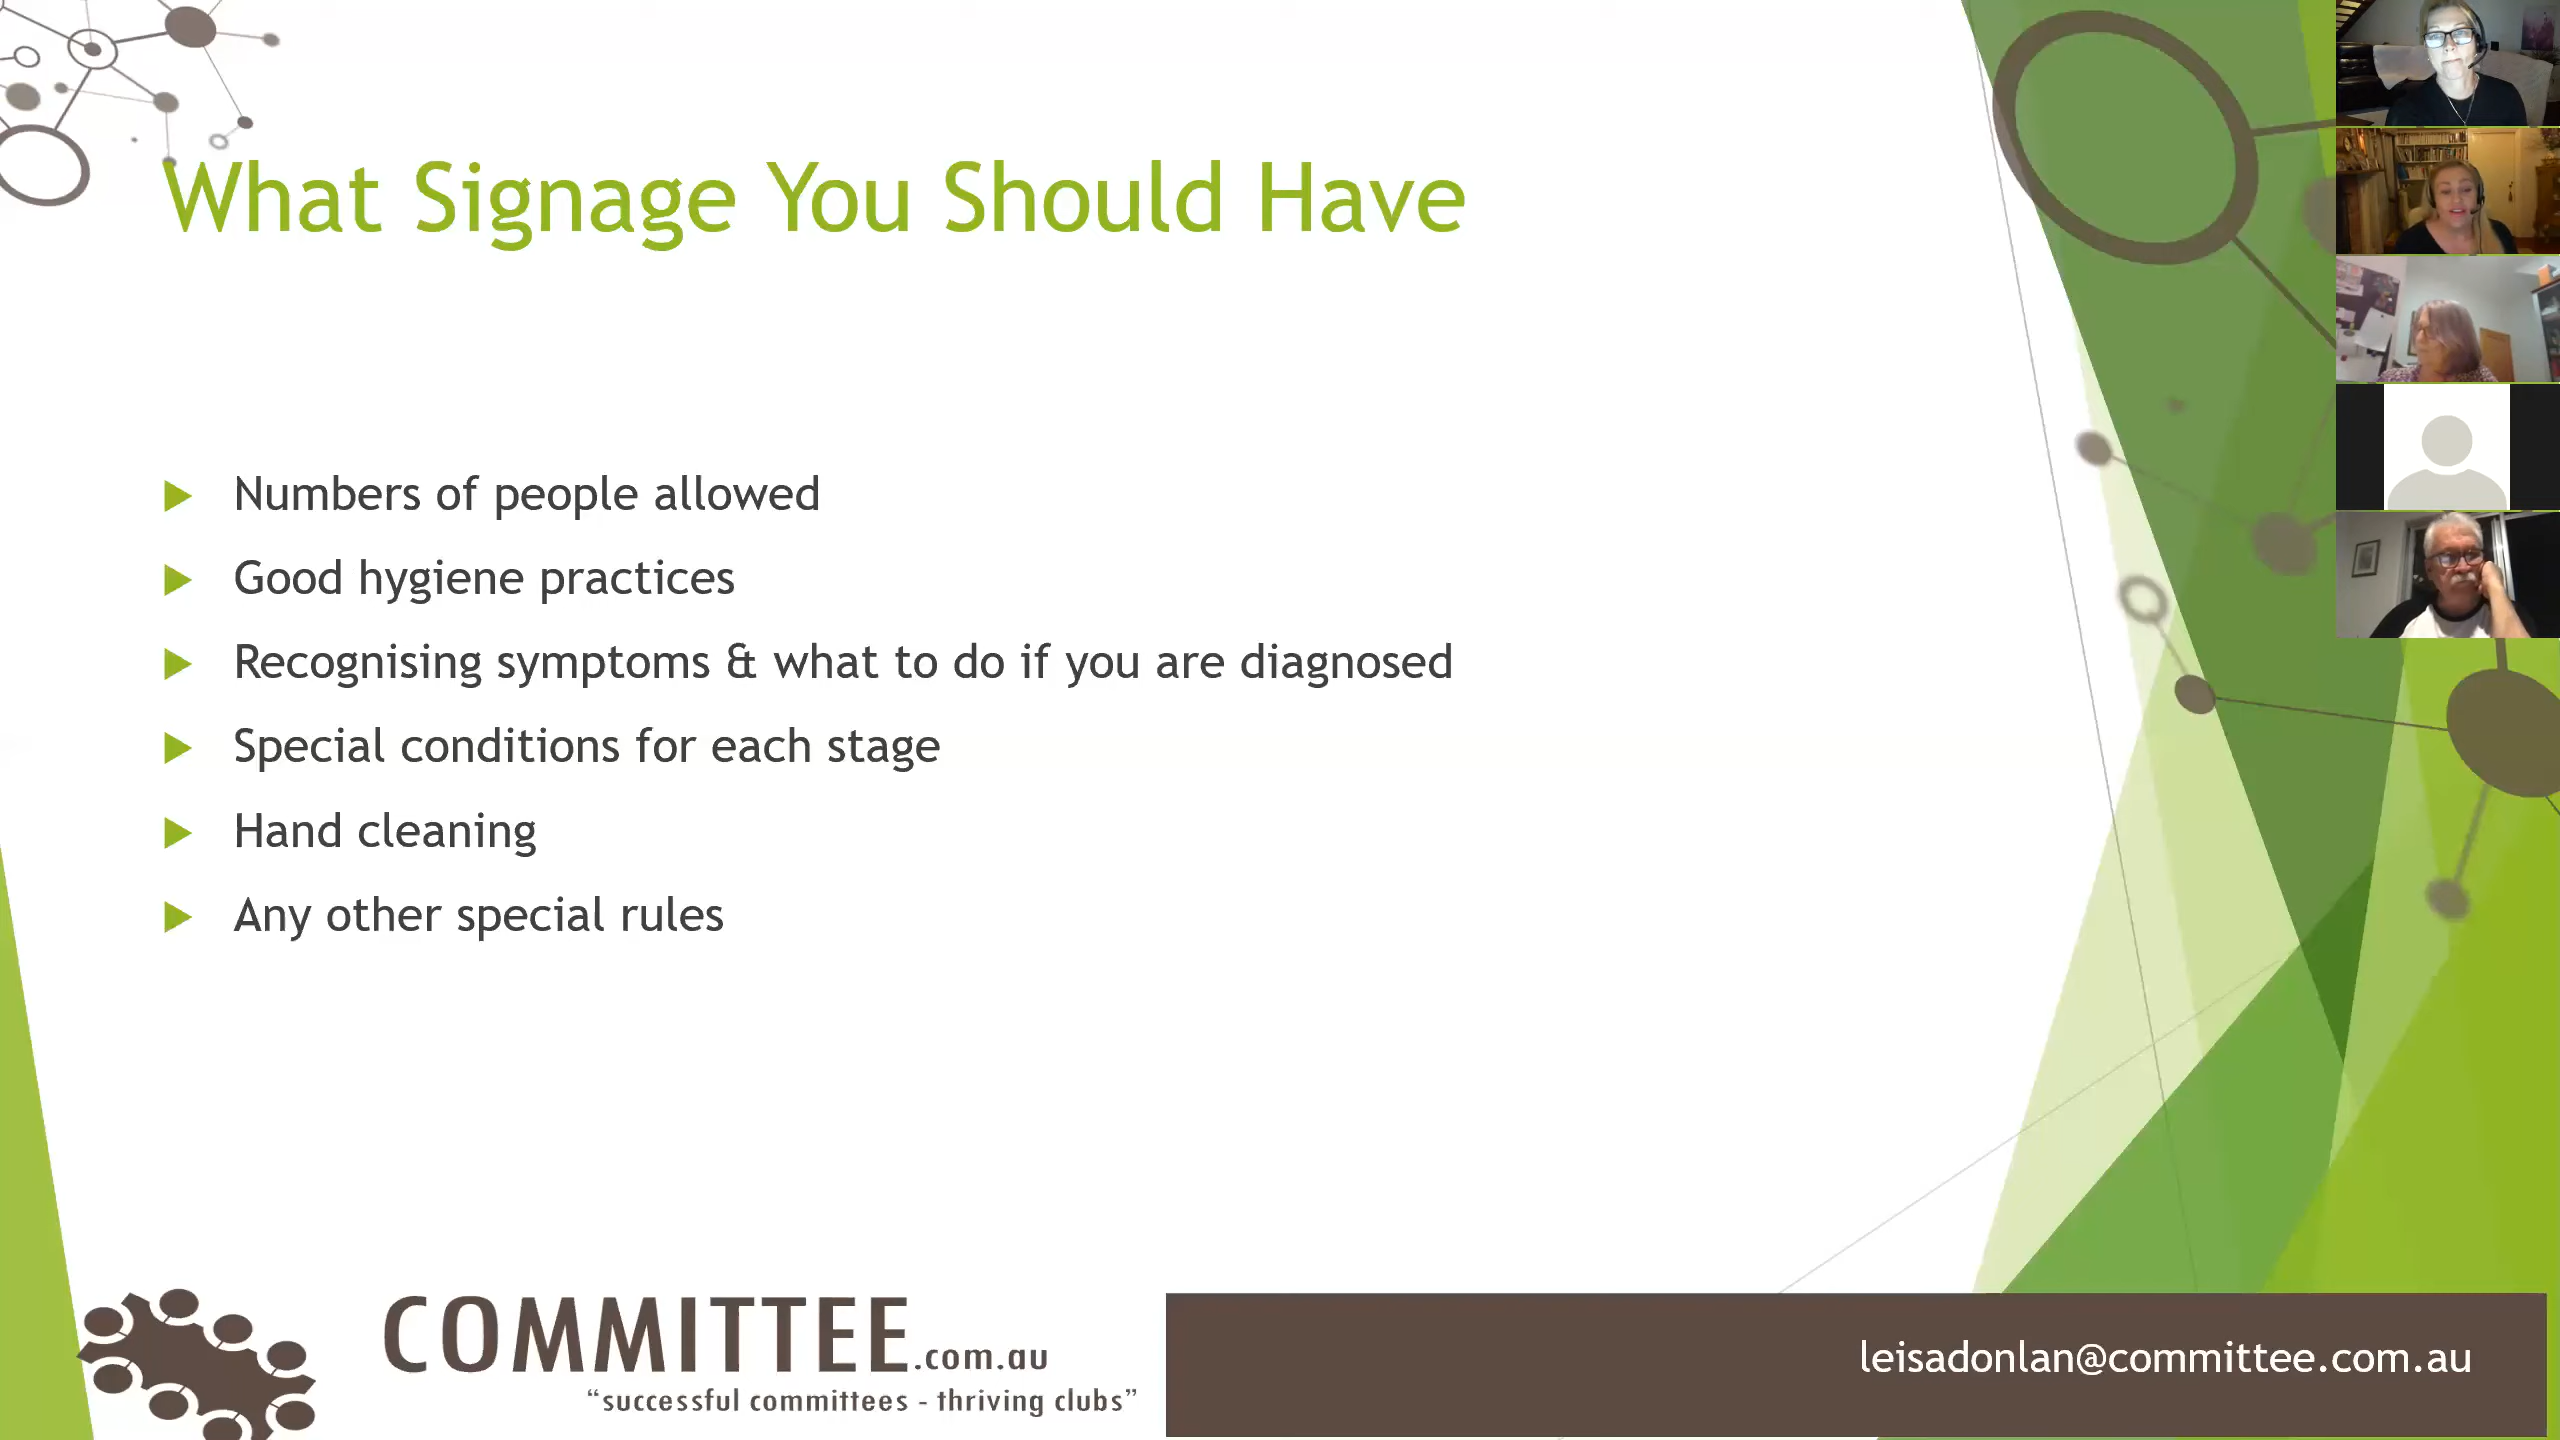 What Signage You Should Have
Numbers of people allowed
Good hygiene practices
Recognising symptoms & what to do if you are diagnosed
Special conditions for each stage
Hand cleaning
Any other special rules
COMMITTEE.com.au
“successful committees - thriving clubs”
leisadonlan@committee.com.au